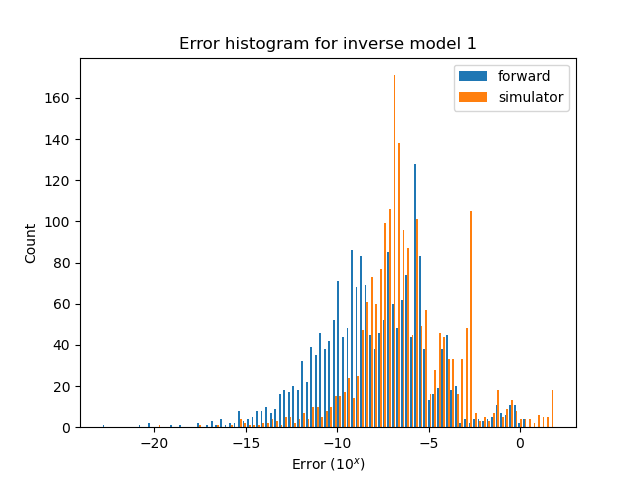 Error histogram for inverse model 1
forward
simulator
Count
160
140
120
100
80
60
40
20
0
−20 −15 −10 −5 0
Error (10^x)